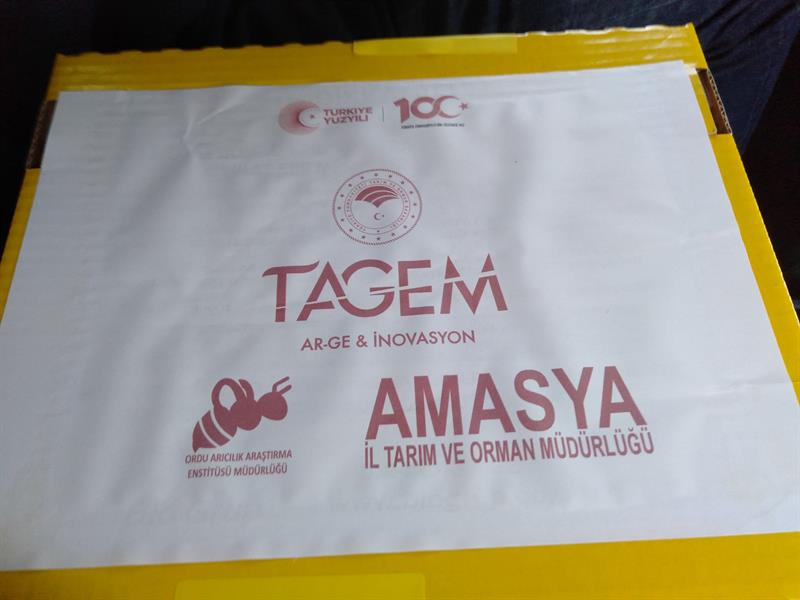 TÜRKİYE
YÜZYILI
100
TAGEM
AR-GE & İNOVASYON
ORDU ARICILIK ARAŞTIRMA
ENSTİTÜSÜ MÜDÜRLÜĞÜ
AMASYA
İL TARIM VE ORMAN MÜDÜRLÜĞÜ